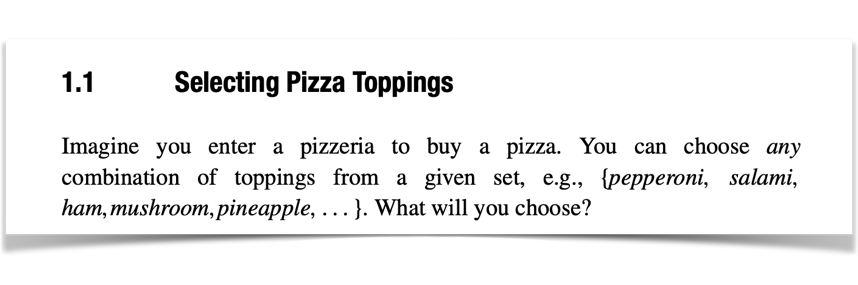 1.1 Selecting Pizza Toppings
Imagine you enter a pizzeria to buy a pizza. You can choose any
combination of toppings from a given set, e.g., {pepperoni, salami,
ham, mushroom, pineapple, . . . }. What will you choose?